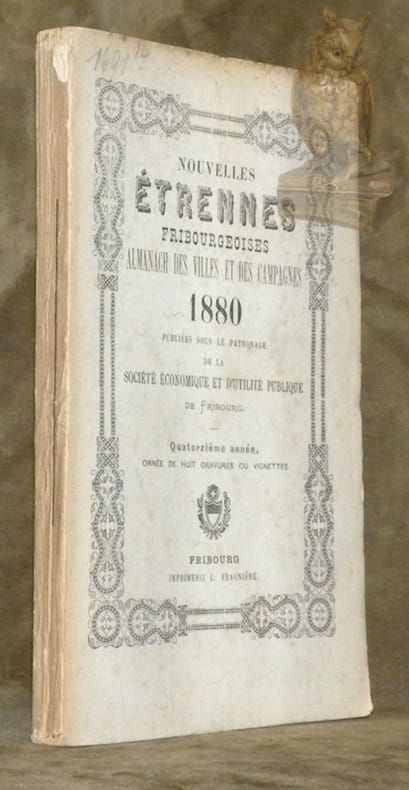 1691 14
NOUVELLES
ÉTRENNES
FRIBOURGEOISES
ALMANACH DES VILLES ET DES CAMPAGNES
1880
PUBLIÉES SOUS LE PATRONAGE
DE LA
SOCIÉTÉ ÉCONOMIQUE ET D'UTILITÉ PUBLIQUE
DE FRIBOURG.
Quatorzième année,
ORNÉE DE HUIT GRAVURES OU VIGNETTES
FRIBOURG
IMPRIMERIE L. FRAGNIÈRE.